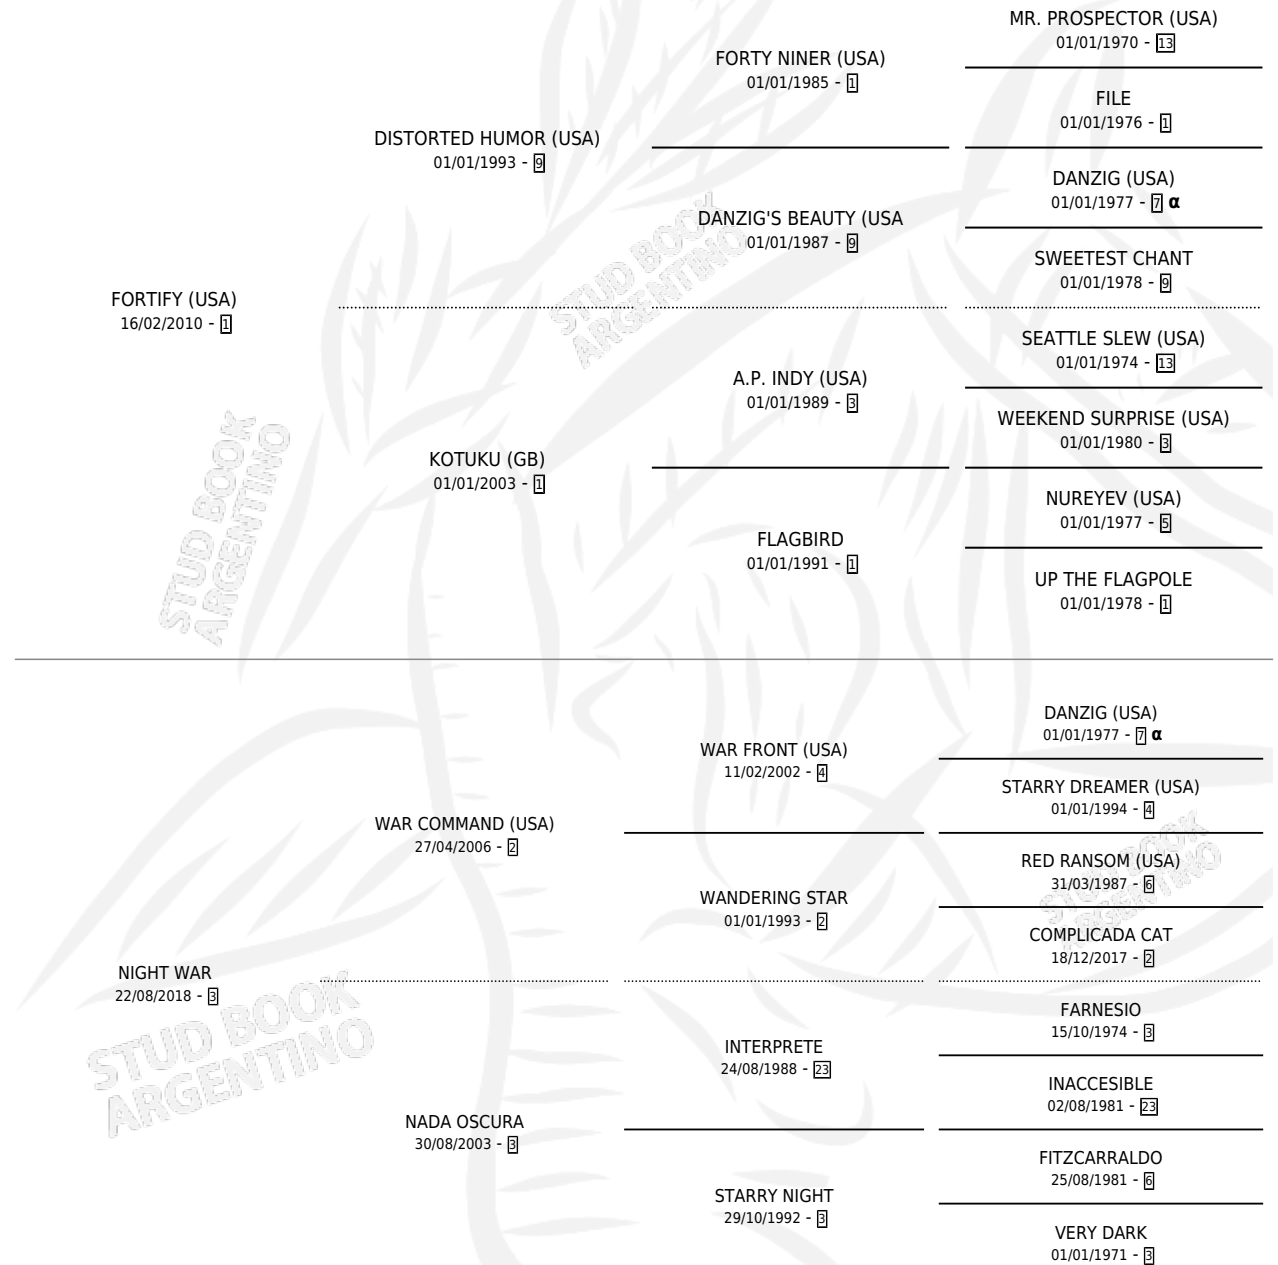 MR. PROSPECTOR (USA)
01/01/1970 - 13
FORTY NINER (USA)
01/01/1985 - 1
FILE
01/01/1976 - 1
DISTORTED HUMOR (USA)
01/01/1993 - 9
DANZIG (USA)
01/01/1977 - 7 α
DANZIG'S BEAUTY (USA
01/01/1987 - 9
SWEETEST CHANT
01/01/1978 - 9
FORTIFY (USA)
16/02/2010 - 1
SEATTLE SLEW (USA)
01/01/1974 - 13
A.P. INDY (USA)
01/01/1989 - 3
WEEKEND SURPRISE (USA)
01/01/1980 - 3
KOTUKU (GB)
01/01/2003 - 1
NUREYEV (USA)
01/01/1977 - 5
FLAGBIRD
01/01/1991 - 1
UP THE FLAGPOLE
01/01/1978 - 1
DANZIG (USA)
01/01/1977 - 7 α
WAR FRONT (USA)
11/02/2002 - 4
STARRY DREAMER (USA)
01/01/1994 - 4
WAR COMMAND (USA)
27/04/2006 - 2
RED RANSOM (USA)
31/03/1987 - 6
WANDERING STAR
01/01/1993 - 2
COMPLICADA CAT
18/12/2017 - 2
NIGHT WAR
22/08/2018 - 3
FARNESIO
15/10/1974 - 3
INTERPRETE
24/08/1988 - 23
INACCESIBLE
02/08/1981 - 23
NADA OSCURA
30/08/2003 - 3
FITZCARRALDO
25/08/1981 - 6
STARRY NIGHT
29/10/1992 - 3
VERY DARK
01/01/1971 - 3
STUD BOOK
ARGENTINO
STUD BOOK
ARGENTINO
STUD BOOK
ARGENTINO
STUD BOOK
ARGENTINO